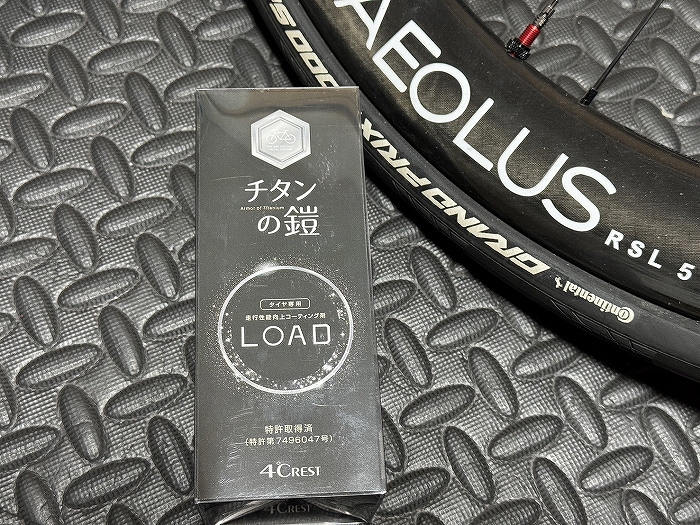 チタン
Armor of Titanium
の鎧
タイヤ専用
走行性能向上コーティング剤
LOAD
特許取得済
(特許第7496047号)
4CREST
AEOLUS
RSL 5
GRAND PRIX
5000 S
Continental